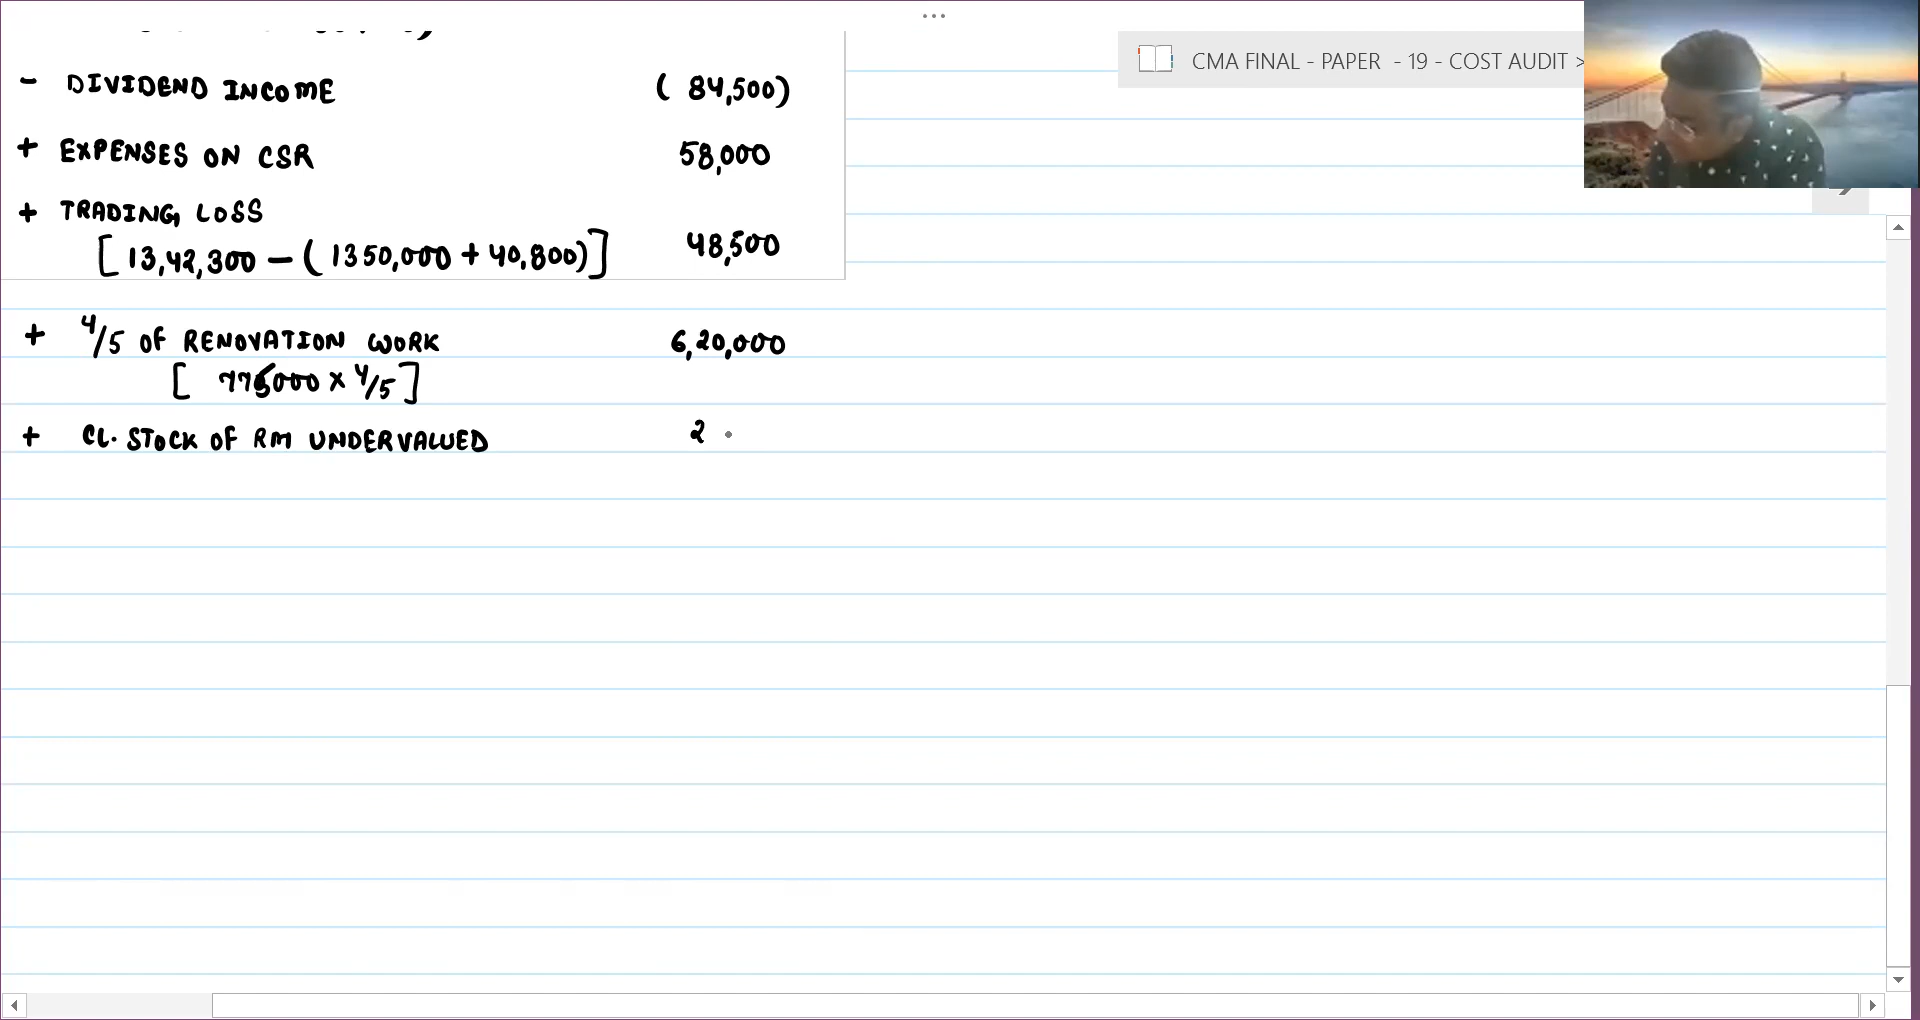 CMA FINAL - PAPER - 19 - COST AUDIT >
- DIVIDEND INCOME (84,500)
+ EXPENSES ON CSR 58,000
+ TRADING LOSS
[13,42,300 - (1350,000 + 40,800)] 48,500
+ 4/5 OF RENOVATION WORK 6,20,000
[775000 x 4/5]
+ CL. STOCK OF RM UNDERVALUED 2